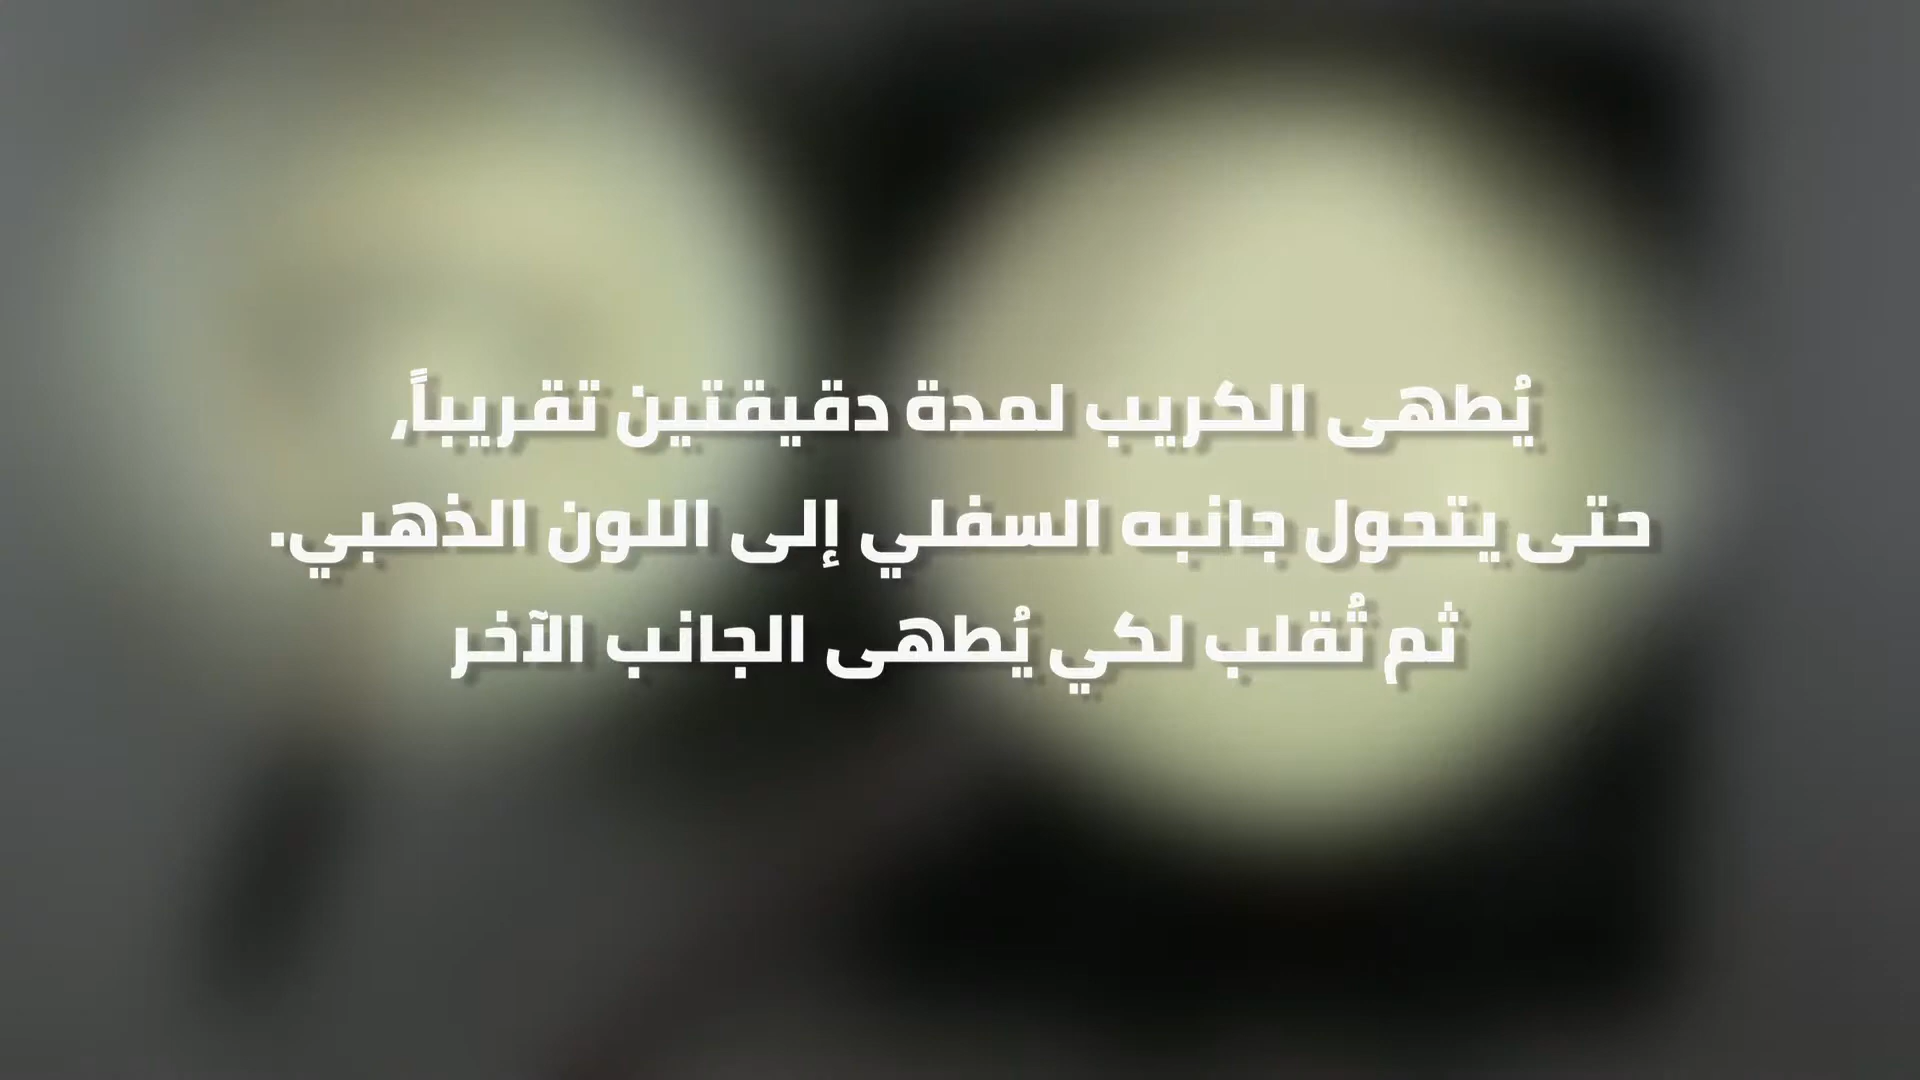 يُطهى الكريب لمدة دقيقتين تقريباً،
حتى يتحول جانبه السفلي إلى اللون الذهبي.
ثم تُقلب لكي يُطهى الجانب الآخر